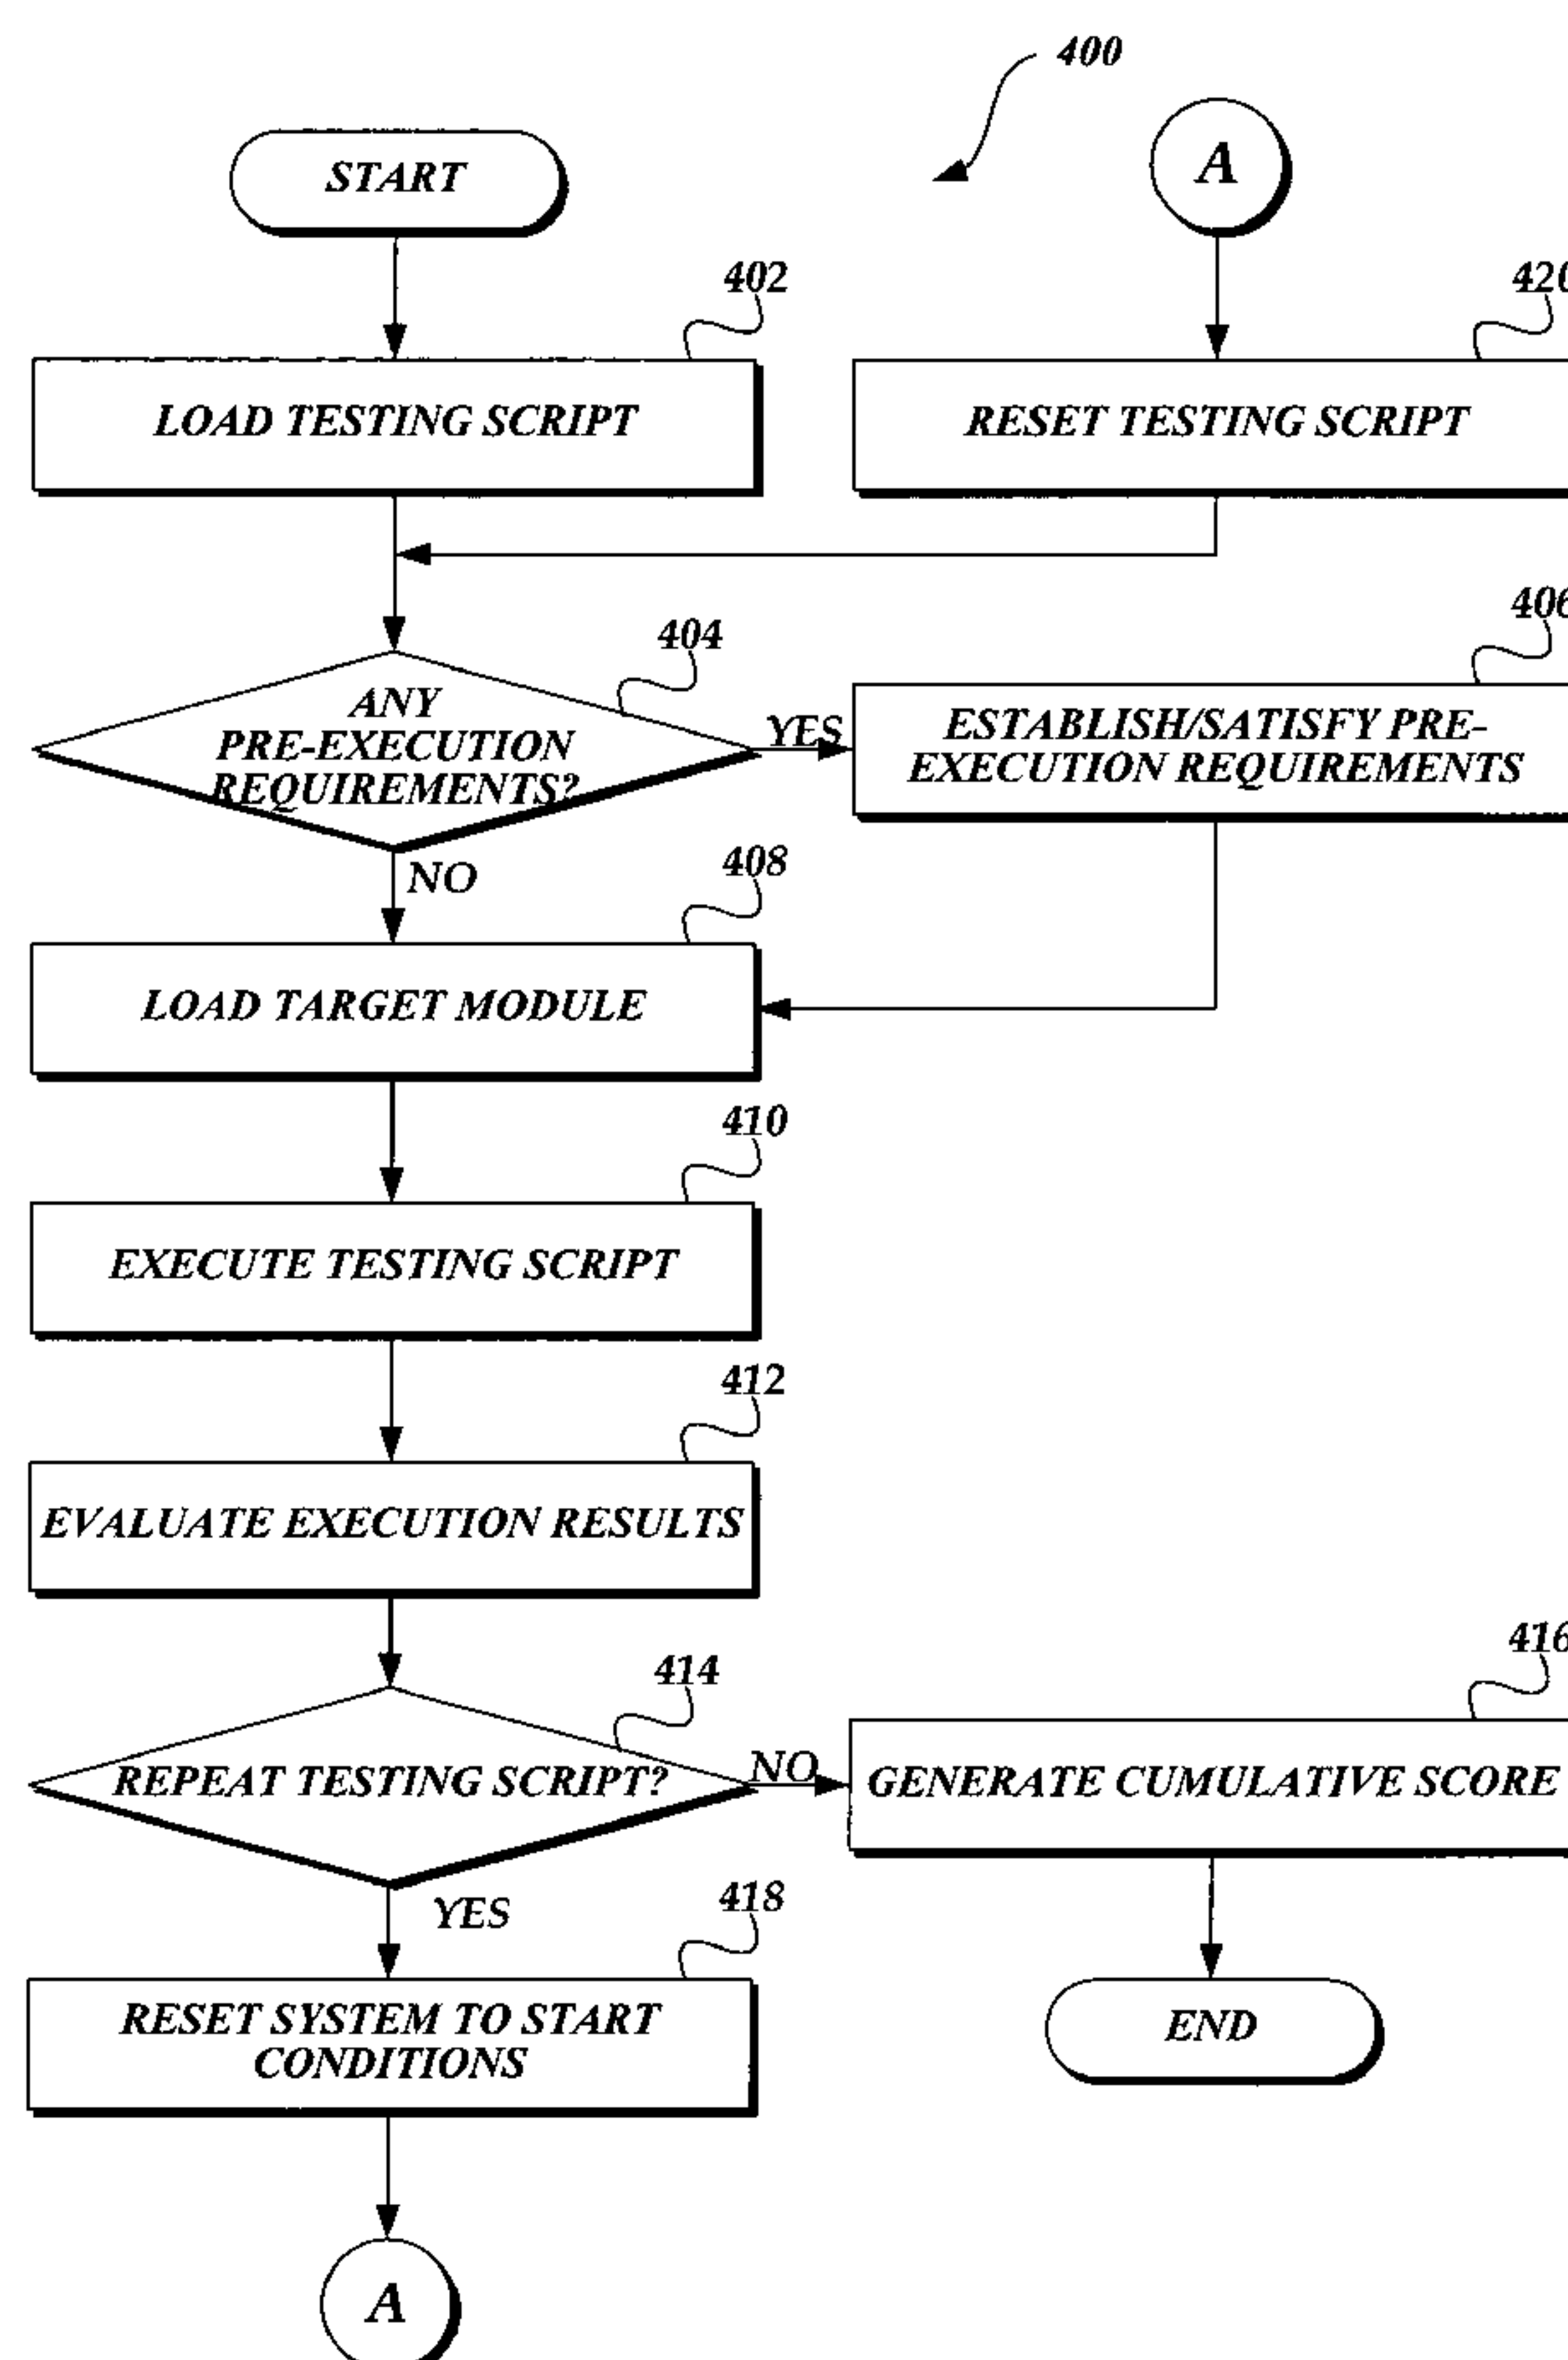 400
START
A
402
420
LOAD TESTING SCRIPT
RESET TESTING SCRIPT
404
406
ANY
PRE-EXECUTION
REQUIREMENTS?
YES
ESTABLISH/SATISFY PRE-
EXECUTION REQUIREMENTS
NO
408
LOAD TARGET MODULE
410
EXECUTE TESTING SCRIPT
412
EVALUATE EXECUTION RESULTS
414
416
REPEAT TESTING SCRIPT?
NO
GENERATE CUMULATIVE SCORE
YES
418
RESET SYSTEM TO START
CONDITIONS
END
A